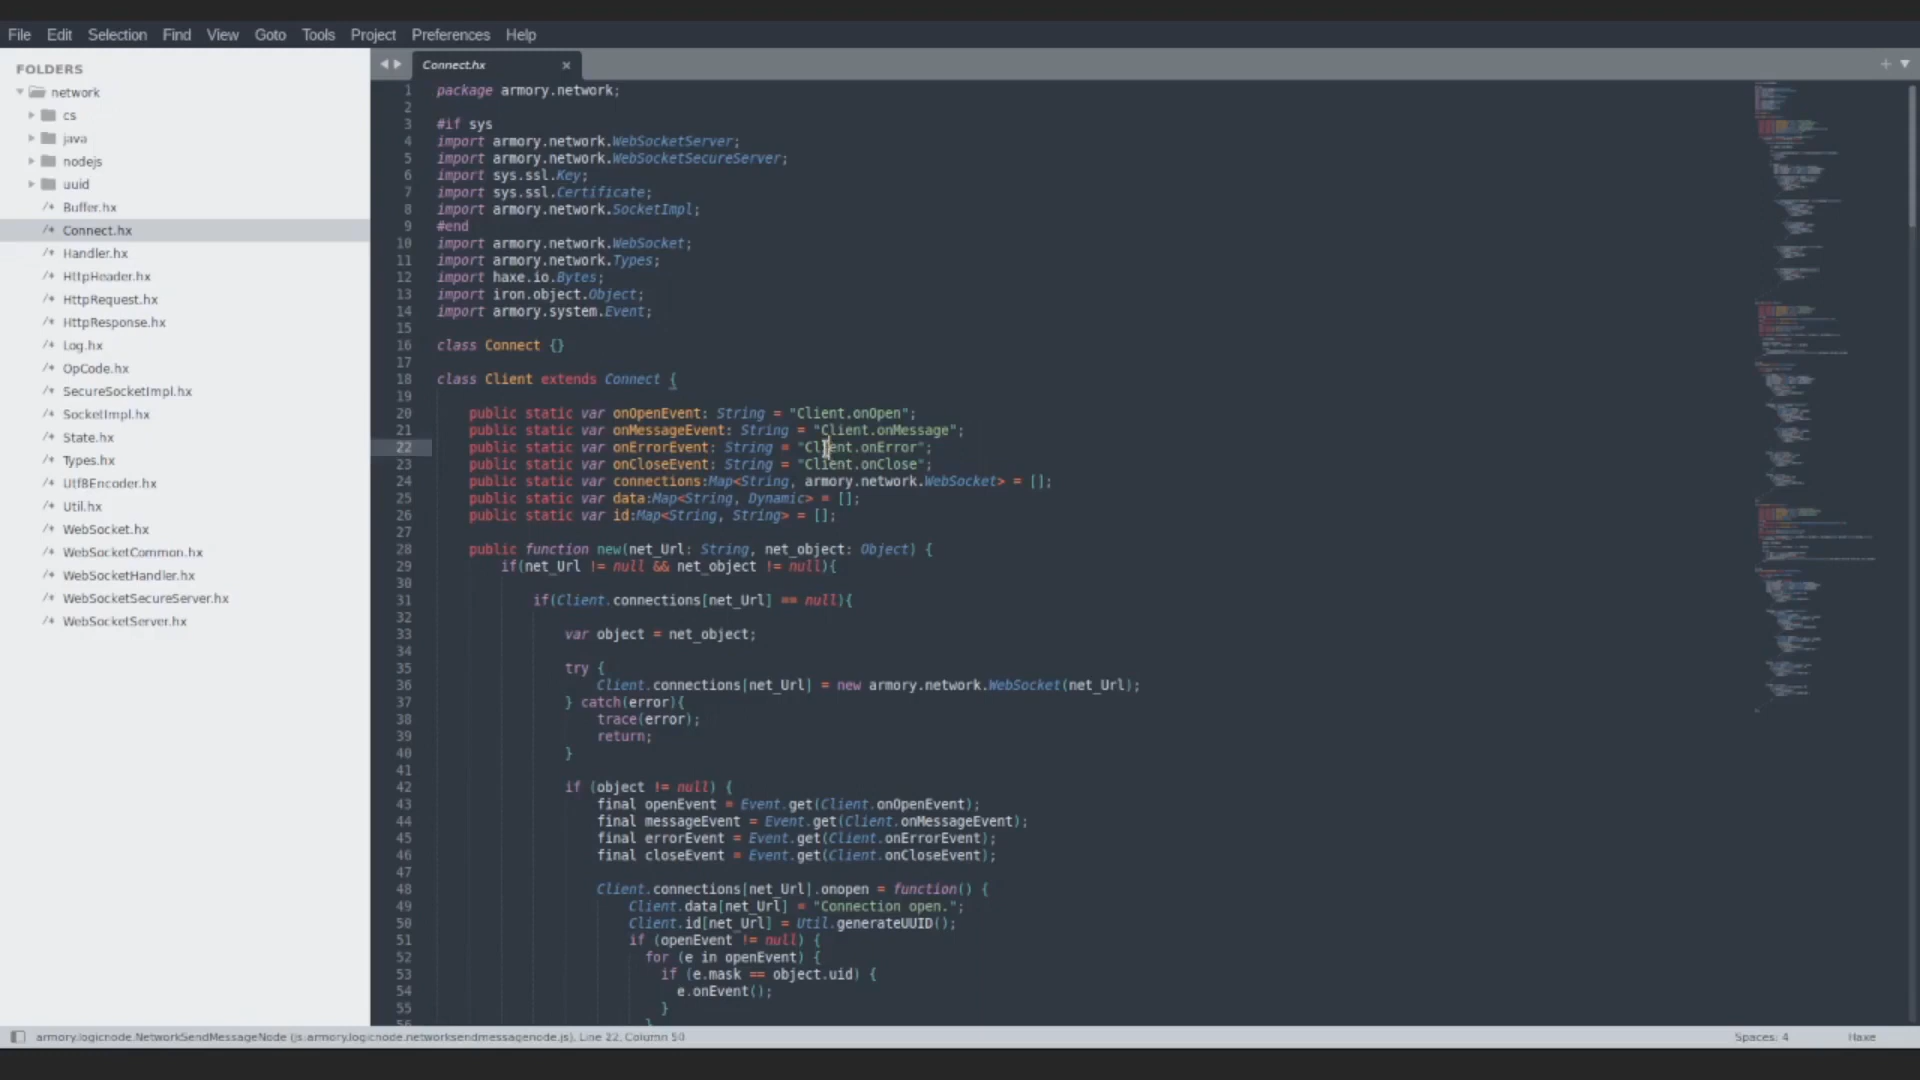 File Edit Selection Find View Goto Tools Project Preferences Help
FOLDERS
network
cs
java
nodejs
uuid
/* Buffer.hx
/* Connect.hx
/* Handler.hx
/* HttpHeader.hx
/* HttpRequest.hx
/* HttpResponse.hx
/* Log.hx
/* OpCode.hx
/* SecureSocketImpl.hx
/* SocketImpl.hx
/* State.hx
/* Types.hx
/* Utf8Encoder.hx
/* Util.hx
/* WebSocket.hx
/* WebSocketCommon.hx
/* WebSocketHandler.hx
/* WebSocketSecureServer.hx
/* WebSocketServer.hx
Connect.hx ×
1 package armory.network;
2
3 #if sys
4 import armory.network.WebSocketServer;
5 import armory.network.WebSocketSecureServer;
6 import sys.ssl.Key;
7 import sys.ssl.Certificate;
8 import armory.network.SocketImpl;
9 #end
10 import armory.network.WebSocket;
11 import armory.network.Types;
12 import haxe.io.Bytes;
13 import iron.object.Object;
14 import armory.system.Event;
15
16 class Connect {}
17
18 class Client extends Connect {
19
20 public static var onOpenEvent: String = "Client.onOpen";
21 public static var onMessageEvent: String = "Client.onMessage";
22 public static var onErrorEvent: String = "Client.onError";
23 public static var onCloseEvent: String = "Client.onClose";
24 public static var connections:Map<String, armory.network.WebSocket> = [];
25 public static var data:Map<String, Dynamic> = [];
26 public static var id:Map<String, String> = [];
27
28 public function new(net_Url: String, net_object: Object) {
29 if(net_Url != null && net_object != null){
30
31 if(Client.connections[net_Url] == null){
32
33 var object = net_object;
34
35 try {
36 Client.connections[net_Url] = new armory.network.WebSocket(net_Url);
37 } catch(error){
38 trace(error);
39 return;
40 }
41
42 if (object != null) {
43 final openEvent = Event.get(Client.onOpenEvent);
44 final messageEvent = Event.get(Client.onMessageEvent);
45 final errorEvent = Event.get(Client.onErrorEvent);
46 final closeEvent = Event.get(Client.onCloseEvent);
47
48 Client.connections[net_Url].onopen = function() {
49 Client.data[net_Url] = "Connection open.";
50 Client.id[net_Url] = Util.generateUUID();
51 if (openEvent != null) {
52 for (e in openEvent) {
53 if (e.mask == object.uid) {
54 e.onEvent();
55 }
56 }
armory.logicnode.NetworkSendMessageNode (js.armory.logicnode.networksendmessagenode.js), Line 22, Column 50
Spaces: 4 Haxe